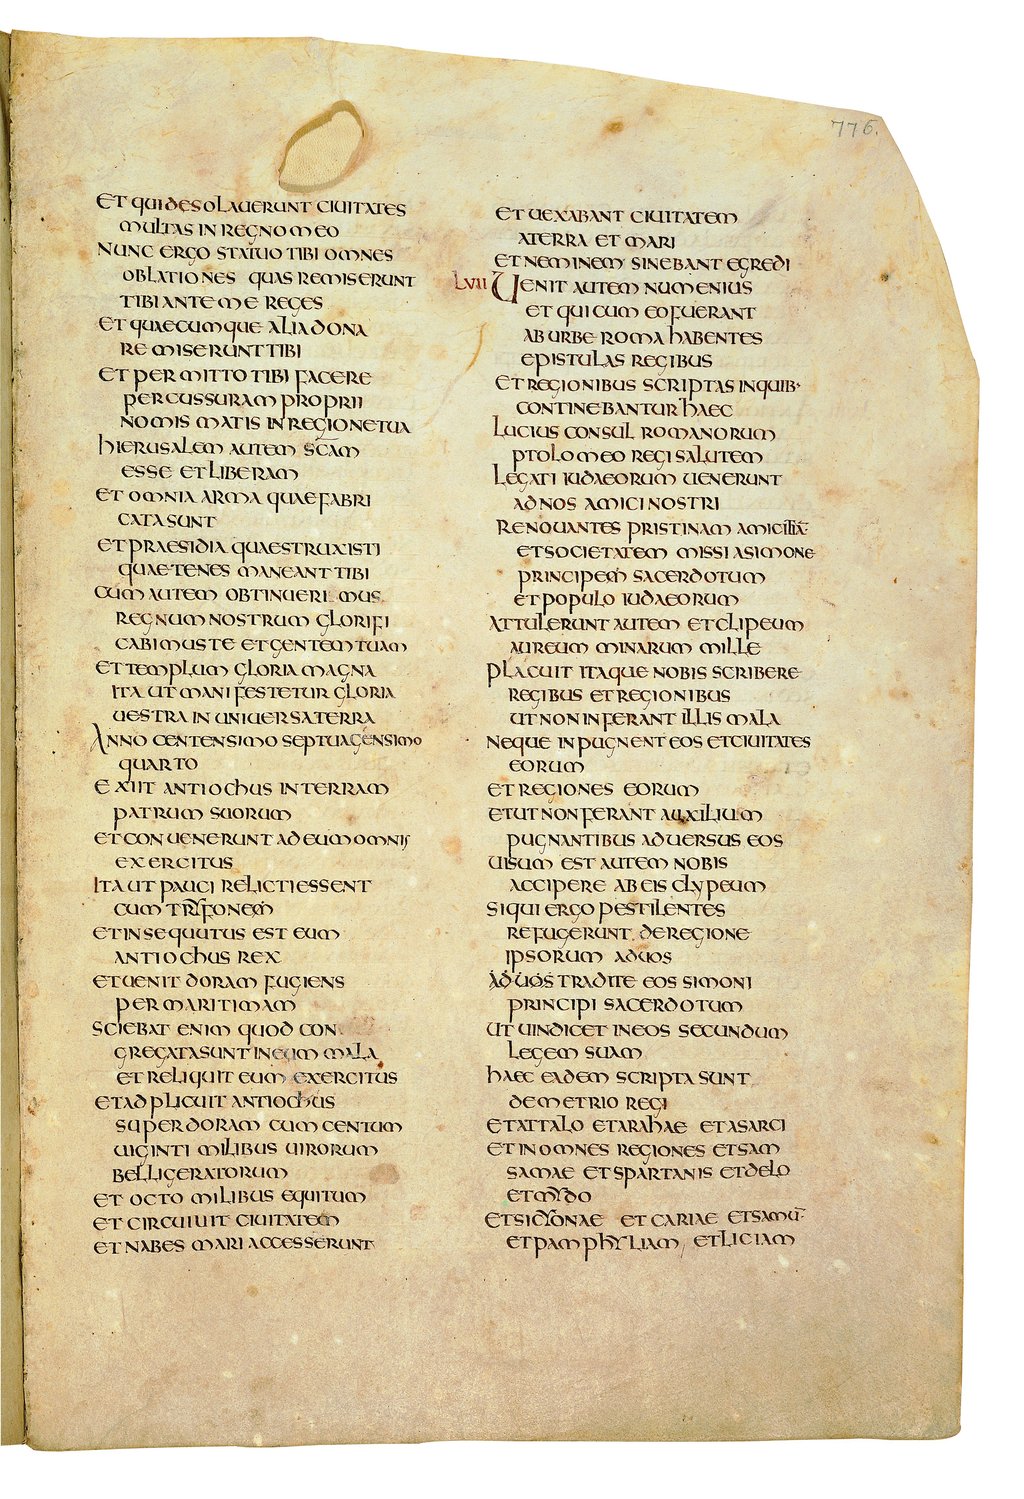 776.
ET QUI DESOLAUERUNT CIUITATES
MULTAS IN REGNO MEO
NUNC ERGO STATUO TIBI OMNES
OBLATIONES QUAS REMISERUNT
TIBI ANTE ME REGES
ET QUAECUMQUE ALIA DONA
REMISERUNT TIBI
ET PERMITTO TIBI FACERE
PERCUSSURAM PROPRII
NOMISMATIS IN REGIONE TUA
HIERUSALEM AUTEM SCAM
ESSE ET LIBERAM
ET OMNIA ARMA QUAE FABRI
CATA SUNT
ET PRAESIDIA QUAE STRUXISTI
QUAE TENES MANEANT TIBI
CUM AUTEM OBTINUERIMUS
REGNUM NOSTRUM GLORIFI
CABIMUS TE ET GENTEM TUAM
ET TEMPLUM GLORIA MAGNA
ITA UT MANIFESTETUR GLORIA
UESTRA IN UNIUERSA TERRA
ANNO CENTENSIMO SEPTUAGENSIMO
QUARTO
EXIIT ANTIOCHUS IN TERRAM
PATRUM SUORUM
ET CONUENERUNT AD EUM OMNIS
EXERCITUS
ITA UT PAUCI RELICTI ESSENT
CUM TRYFONEM
ET INSEQUUTUS EST EUM
ANTIOCHUS REX
ET UENIT DORAM FUGIENS
PER MARITIMAM
SCIEBAT ENIM QUOD CON
GREGATA SUNT IN EUM MALA
ET RELIQUIT EUM EXERCITUS
ET ADPLICUIT ANTIOCHUS
SUPER DORAM CUM CENTUM
UIGINTI MILIBUS UIRORUM
BELLIGERATORUM
ET OCTO MILIBUS EQUITUM
ET CIRCUIUIT CIUITATEM
ET NABES MARI ACCESSERUNT
ET UEXABANT CIUITATEM
A TERRA ET MARI
ET NEMINEM SINEBANT EGREDI
LVII UENIT AUTEM NUMENIUS
ET QUI CUM EO FUERANT
AB URBE ROMA HABENTES
EPISTULAS REGIBUS
ET REGIONIBUS SCRIPTAS IN QUIB·
CONTINEBANTUR HAEC
LUCIUS CONSUL ROMANORUM
PTOLOMEO REGI SALUTEM
LEGATI IUDAEORUM UENERUNT
AD NOS AMICI NOSTRI
RENOUANTES PRISTINAM AMICITIĀ
ET SOCIETATEM MISSI A SIMONE
PRINCIPEM SACERDOTUM
ET POPULO IUDAEORUM
ATTULERUNT AUTEM ET CLIPEUM
AUREUM MINARUM MILLE
PLACUIT ITAQUE NOBIS SCRIBERE
REGIBUS ET REGIONIBUS
UT NON INFERANT ILLIS MALA
NEQUE INPUGNENT EOS ET CIUITATES
EORUM
ET REGIONES EORUM
ET UT NON FERANT AUXILIUM
PUGNANTIBUS ADUERSUS EOS
UISUM EST AUTEM NOBIS
ACCIPERE AB EIS CLYPEUM
SI QUI ERGO PESTILENTES
REFUGERUNT DE REGIONE
IPSORUM AD UOS
AD UOS TRADITE EOS SIMONI
PRINCIPI SACERDOTUM
UT UINDICET IN EOS SECUNDUM
LEGEM SUAM
HAEC EADEM SCRIPTA SUNT
DEMETRIO REGI
ET ATTALO ET ARAHAE ET ASARCI
ET IN OMNES REGIONES ET SAM
SAMAE ET SPARTANIS ET DELO
ET MYDO
ET SICYONAE ET CARIAE ET SAMŪ
ET PAMPHYLIAM, ET LICIAM